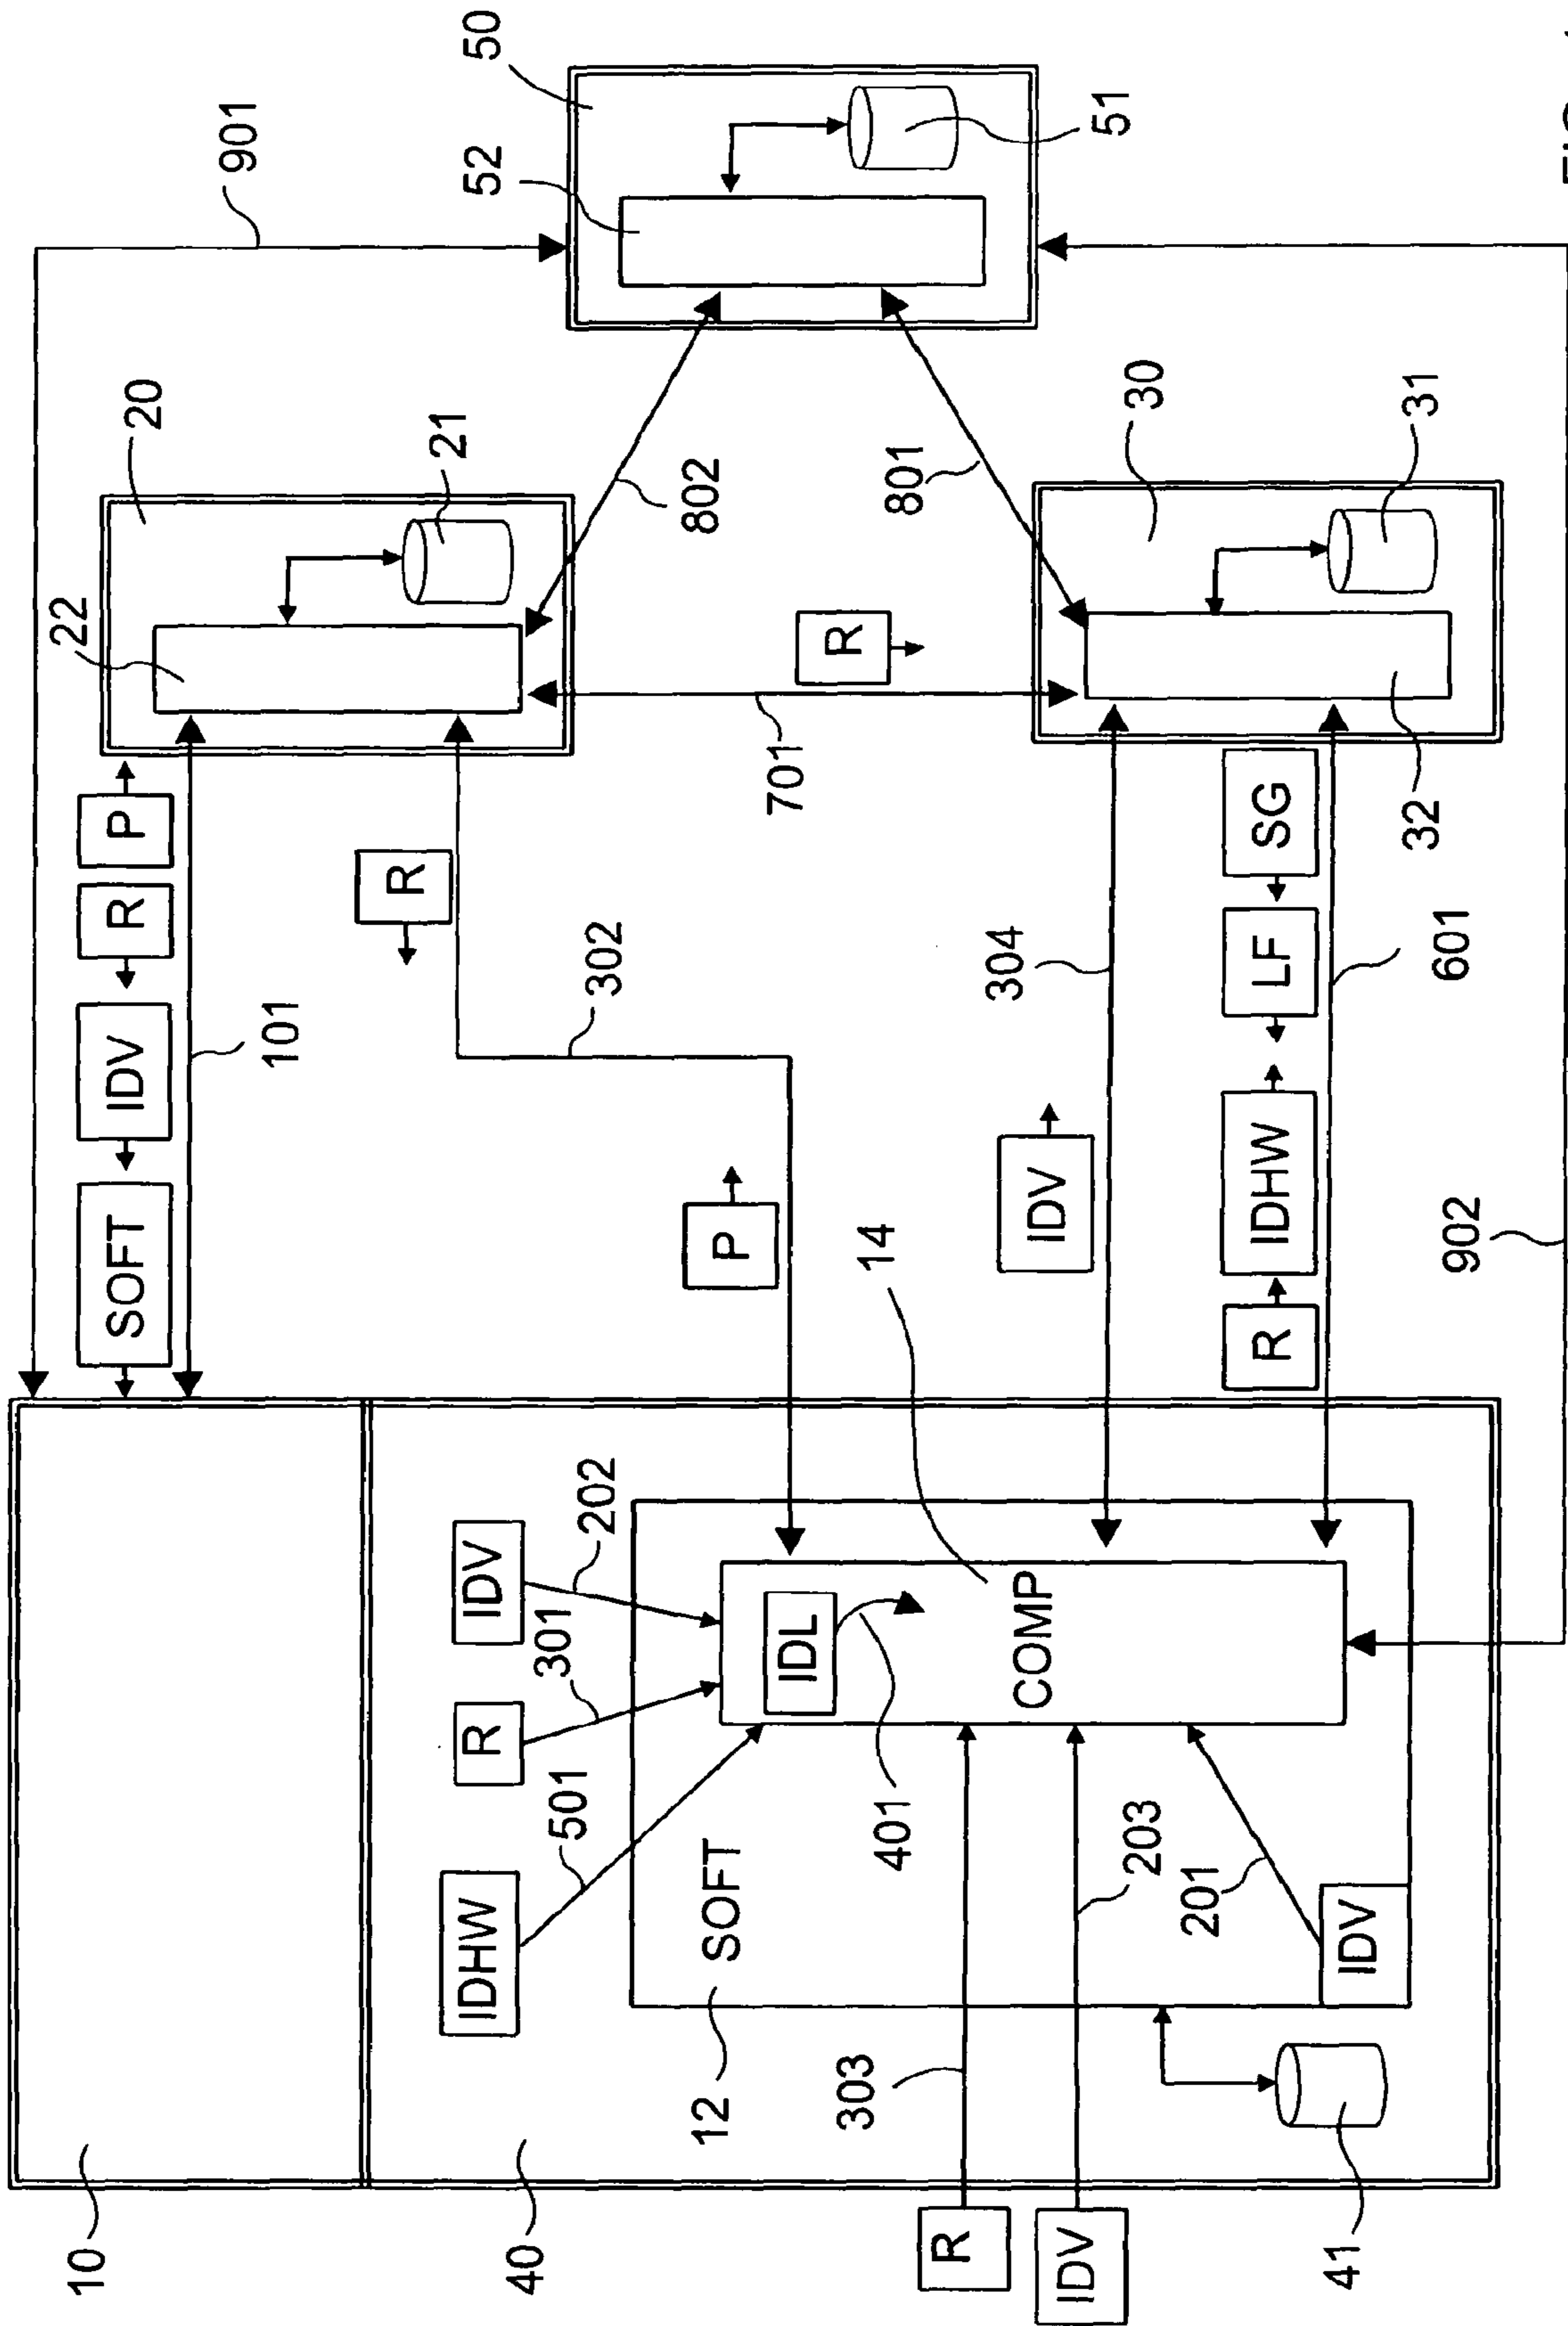 10
40
R
IDV
41
12
SOFT
303
IDHW
501
R
301
IDV
202
IDL
401
COMP
14
203
201
IDV
SOFT
IDV
R
P
101
R
302
P
IDV
304
R
IDHW
LF
SG
601
902
22
20
21
701
R
802
801
30
31
32
901
52
50
51